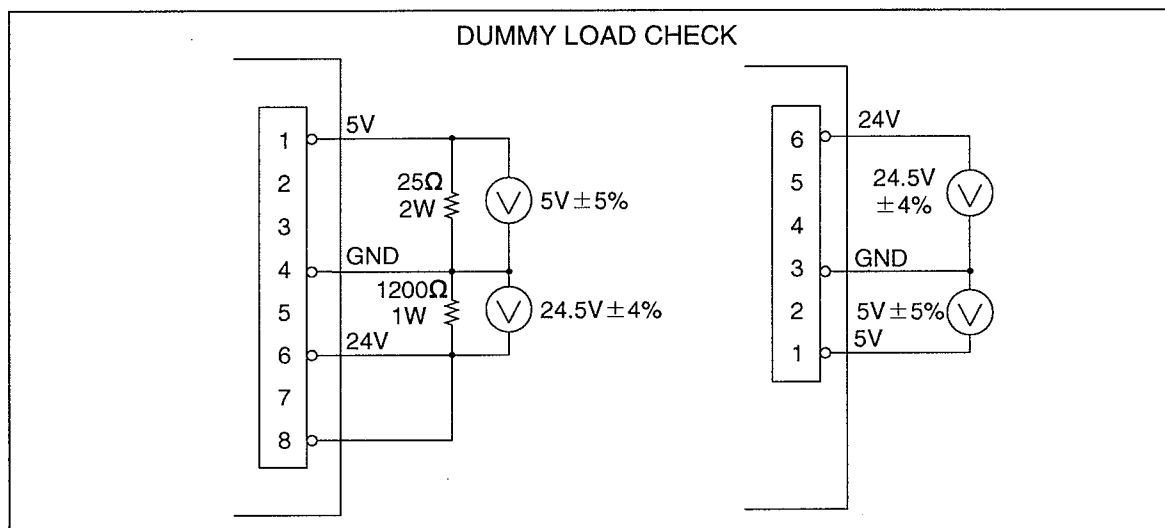 DUMMY LOAD CHECK
1
2
3
4
5
6
7
8
5V
25Ω
2W
V
5V±5%
GND
1200Ω
1W
V
24.5V±4%
24V
6
5
4
3
2
1
24V
24.5V
±4%
V
GND
5V±5%
V
5V